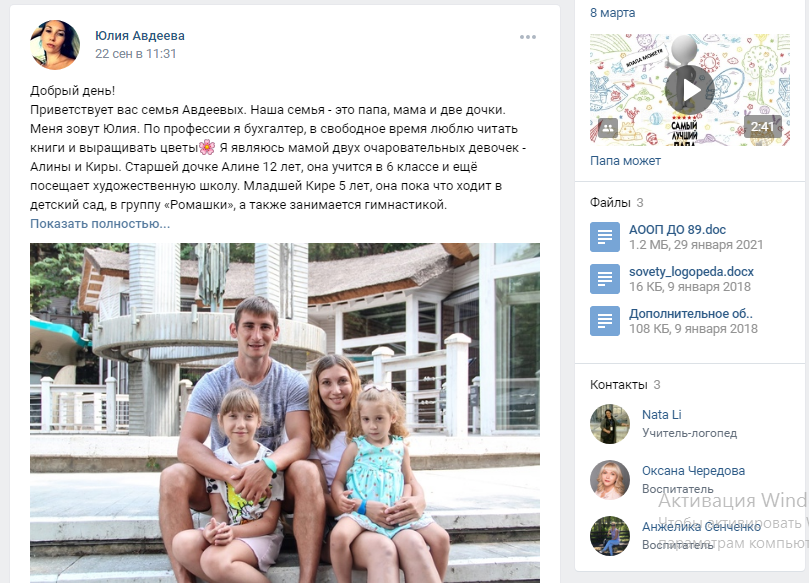 Юлия Авдеева
22 сен в 11:31
Добрый день!
Приветствует вас семья Авдеевых. Наша семья - это папа, мама и две дочки.
Меня зовут Юлия. По профессии я бухгалтер, в свободное время люблю читать
книги и выращивать цветы🌸 Я являюсь мамой двух очаровательных девочек -
Алины и Киры. Старшей дочке Алине 12 лет, она учится в 6 классе и ещё
посещает художественную школу. Младшей Кире 5 лет, она пока что ходит в
детский сад, в группу «Ромашки», а также занимается гимнастикой.
Показать полностью...
8 марта
ПАПА МОЖЕТ!
САМЫЙ
ЛУЧШИЙ
ПАПА
2:41
Папа может
Файлы 3
АООП ДО 89.doc
1.2 МБ, 29 января 2021
sovety_logopeda.docx
16 КБ, 9 января 2018
Дополнительное об..
108 КБ, 9 января 2018
Контакты 3
Nata Li
Учитель-логопед
Оксана Чередова
Воспитатель
Активация Wind
Анжелика Сенченко
Чтобы активировать W
Воспитатель
параметрам компьют